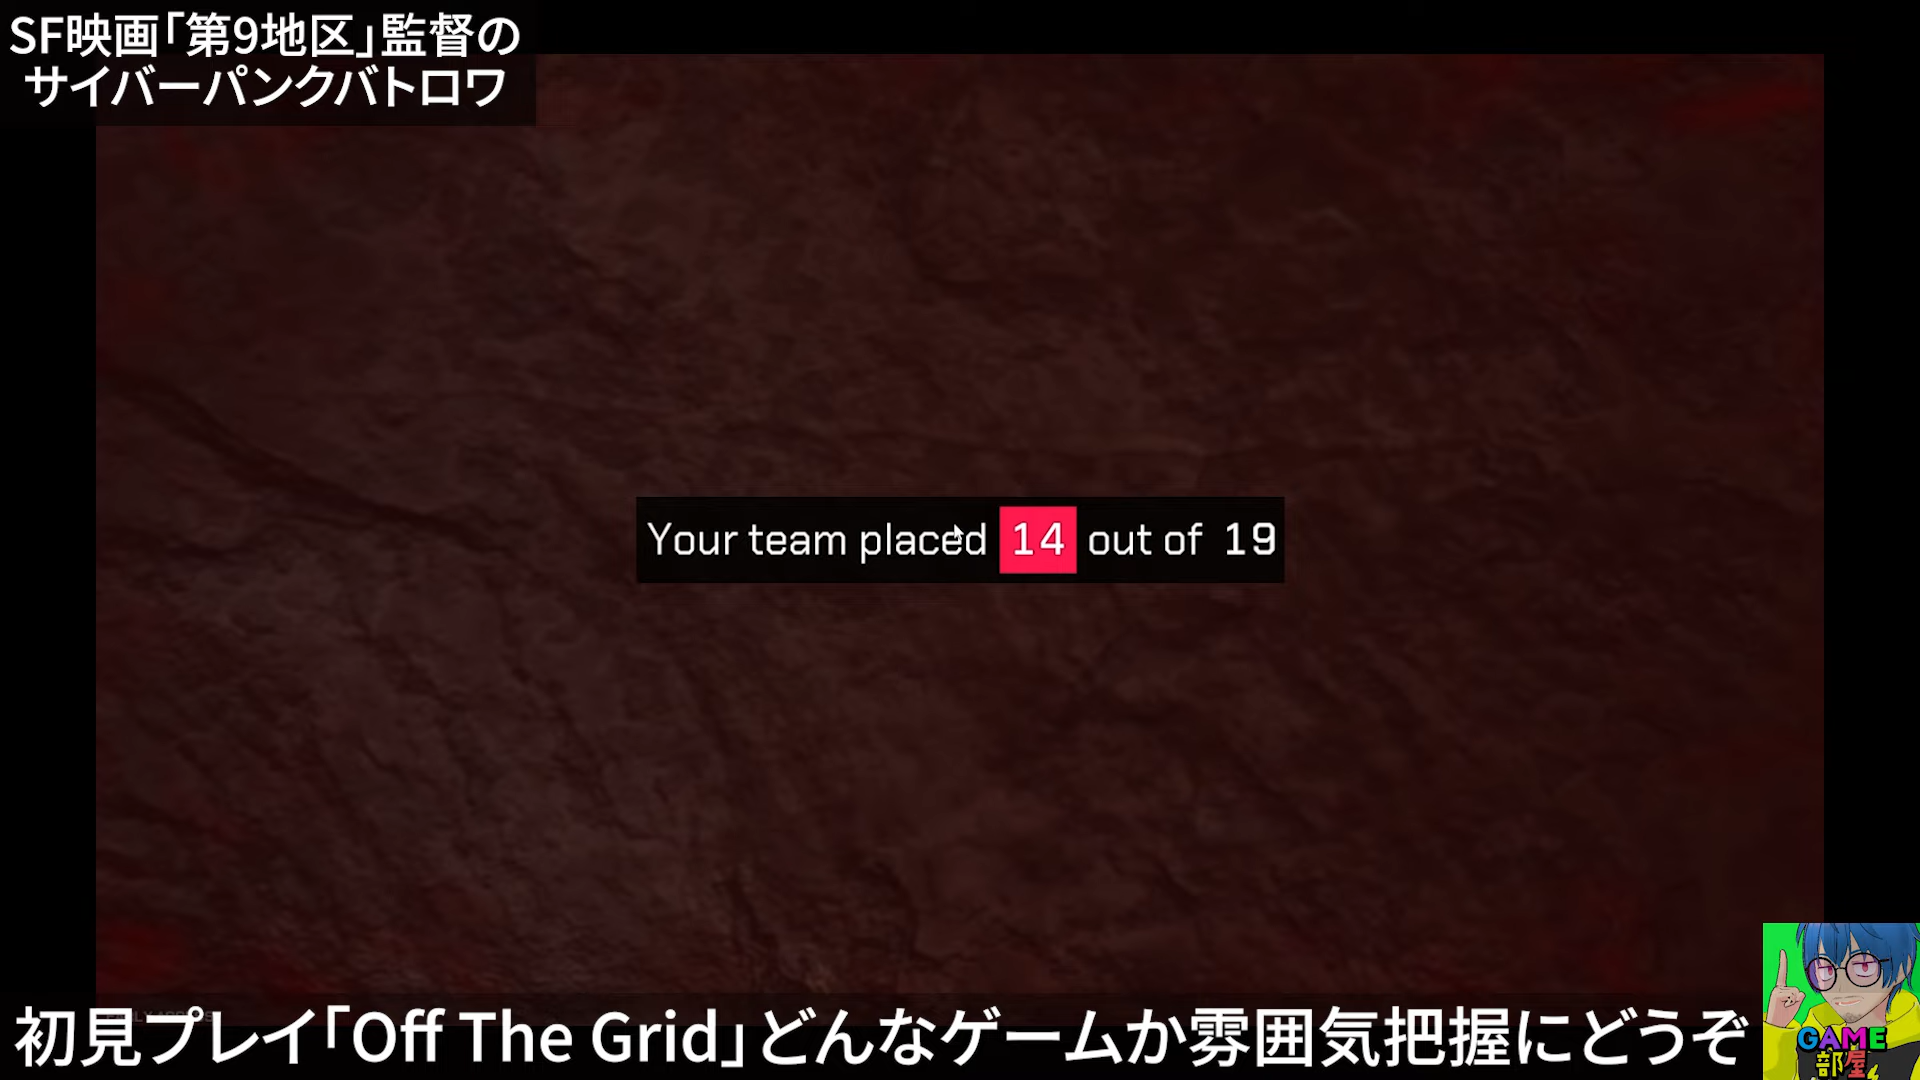 SF映画「第9地区」監督の
サイバーパンクバトロワ
Your team placed 14 out of 19
初見プレイ「Off The Grid」どんなゲームか雰囲気把握にどうぞ
GAME
部屋